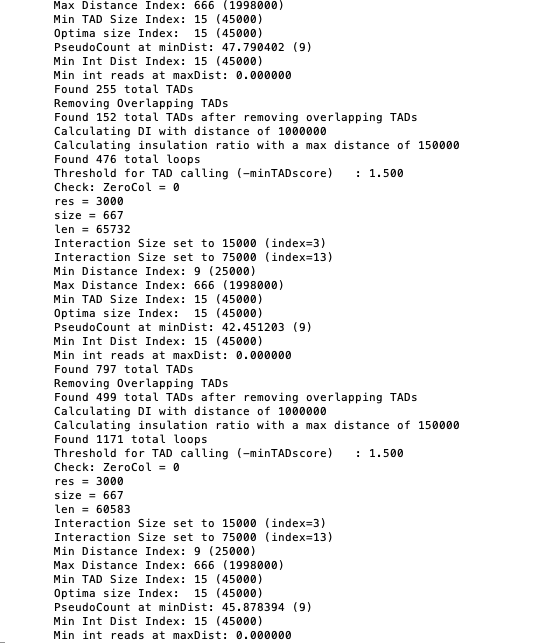 Max Distance Index: 666 (1998000)
Min TAD Size Index: 15 (45000)
Optima size Index:  15 (45000)
PseudoCount at minDist: 47.790402 (9)
Min Int Dist Index: 15 (45000)
Min int reads at maxDist: 0.000000
Found 255 total TADs
Removing Overlapping TADs
Found 152 total TADs after removing overlapping TADs
Calculating DI with distance of 1000000
Calculating insulation ratio with a max distance of 150000
Found 476 total loops
Threshold for TAD calling (-minTADscore)   : 1.500
Check: ZeroCol = 0
res = 3000
size = 667
len = 65732
Interaction Size set to 15000 (index=3)
Interaction Size set to 75000 (index=13)
Min Distance Index: 9 (25000)
Max Distance Index: 666 (1998000)
Min TAD Size Index: 15 (45000)
Optima size Index:  15 (45000)
PseudoCount at minDist: 42.451203 (9)
Min Int Dist Index: 15 (45000)
Min int reads at maxDist: 0.000000
Found 797 total TADs
Removing Overlapping TADs
Found 499 total TADs after removing overlapping TADs
Calculating DI with distance of 1000000
Calculating insulation ratio with a max distance of 150000
Found 1171 total loops
Threshold for TAD calling (-minTADscore)   : 1.500
Check: ZeroCol = 0
res = 3000
size = 667
len = 60583
Interaction Size set to 15000 (index=3)
Interaction Size set to 75000 (index=13)
Min Distance Index: 9 (25000)
Max Distance Index: 666 (1998000)
Min TAD Size Index: 15 (45000)
Optima size Index:  15 (45000)
PseudoCount at minDist: 45.878394 (9)
Min Int Dist Index: 15 (45000)
Min int reads at maxDist: 0.000000